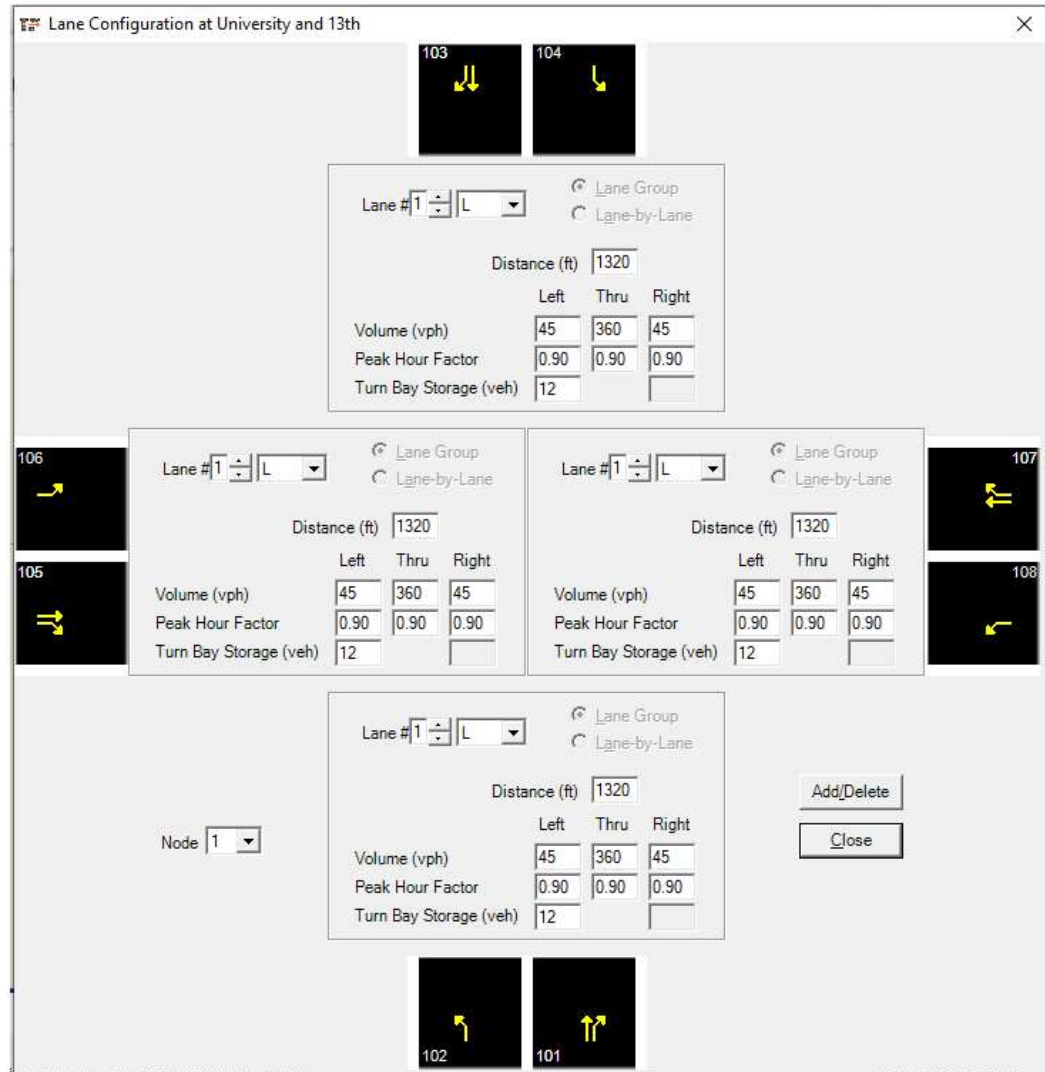 Lane Configuration at University and 13th
103 104
Lane # 1 L Lane Group
Lane-by-Lane
Distance (ft) 1320
Left Thru Right
Volume (vph) 45 360 45
Peak Hour Factor 0.90 0.90 0.90
Turn Bay Storage (veh) 12
106
Lane # 1 L Lane Group
Lane-by-Lane
Distance (ft) 1320
Left Thru Right
105
Volume (vph) 45 360 45
Peak Hour Factor 0.90 0.90 0.90
Turn Bay Storage (veh) 12
Lane # 1 L Lane Group
Lane-by-Lane
107
Distance (ft) 1320
Left Thru Right
108
Volume (vph) 45 360 45
Peak Hour Factor 0.90 0.90 0.90
Turn Bay Storage (veh) 12
Lane # 1 L Lane Group
Lane-by-Lane
Distance (ft) 1320
Left Thru Right
Volume (vph) 45 360 45
Peak Hour Factor 0.90 0.90 0.90
Turn Bay Storage (veh) 12
Node 1
Add/Delete
Close
102 101